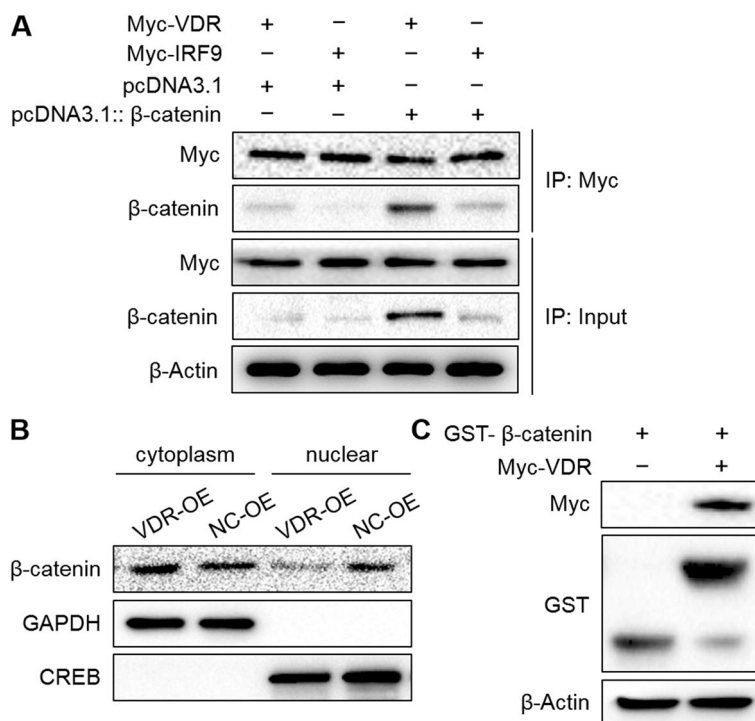 A
Myc-VDR + – + –
Myc-IRF9 – + – +
pcDNA3.1 + + – –
pcDNA3.1:: β-catenin – – + +
Myc
β-catenin
IP: Myc
Myc
β-catenin
β-Actin
IP: Input
B
cytoplasm nuclear
VDR-OE NC-OE VDR-OE NC-OE
β-catenin
GAPDH
CREB
C
GST- β-catenin + +
Myc-VDR – +
Myc
GST
β-Actin